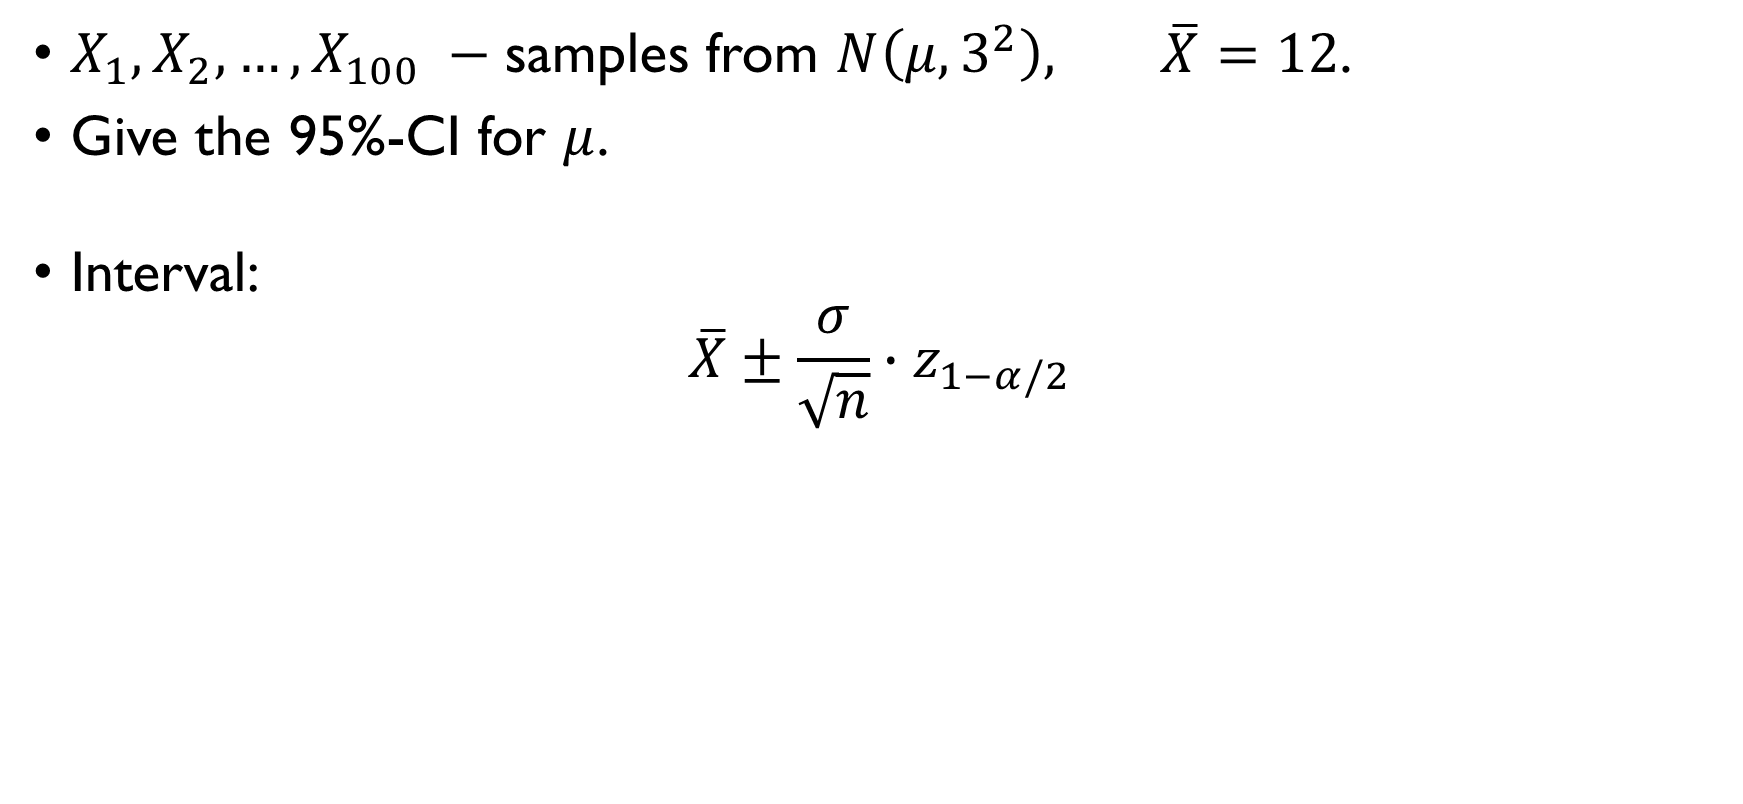 • X₁, X₂, … , X₁₀₀ − samples from N(μ, 3²), X̄ = 12.
• Give the 95%-CI for μ.
• Interval:
X̄ ± σ/√n · z₁₋α/₂